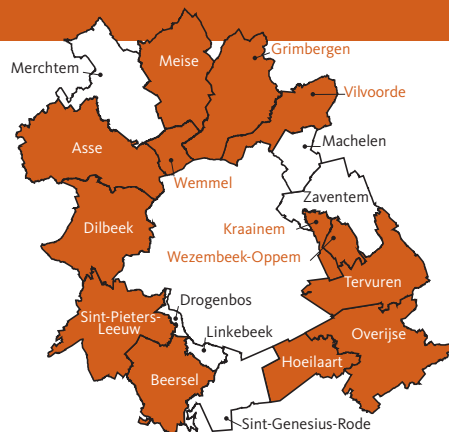 Grimbergen
Meise
Merchtem
Vilvoorde
Machelen
Asse
Wemmel
Zaventem
Dilbeek
Kraainem
Wezembeek-Oppem
Tervuren
Drogenbos
Sint-Pieters-
Leeuw
Linkebeek
Overijse
Hoeilaart
Beersel
Sint-Genesius-Rode